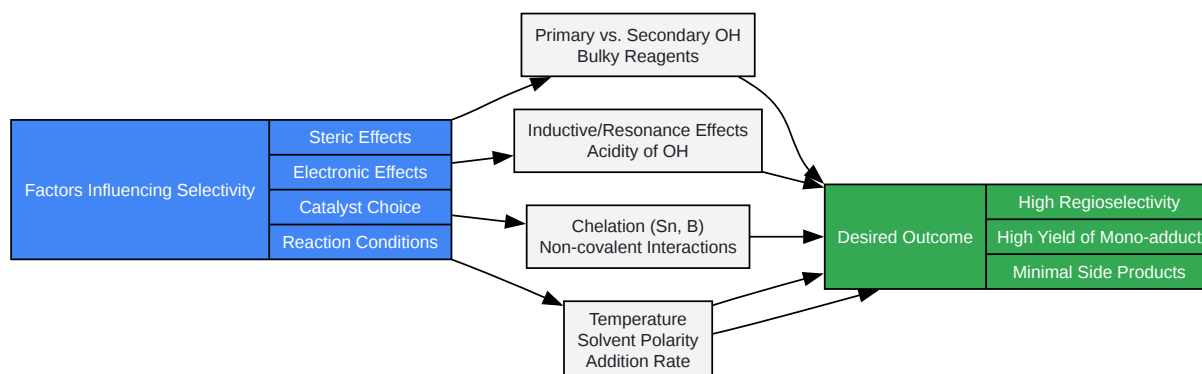 Primary vs. Secondary OH
Bulky Reagents
Factors Influencing Selectivity
Steric Effects
Electronic Effects
Catalyst Choice
Reaction Conditions
Inductive/Resonance Effects
Acidity of OH
Chelation (Sn, B)
Non-covalent Interactions
Temperature
Solvent Polarity
Addition Rate
Desired Outcome
High Regioselectivity
High Yield of Mono-adduct
Minimal Side Products